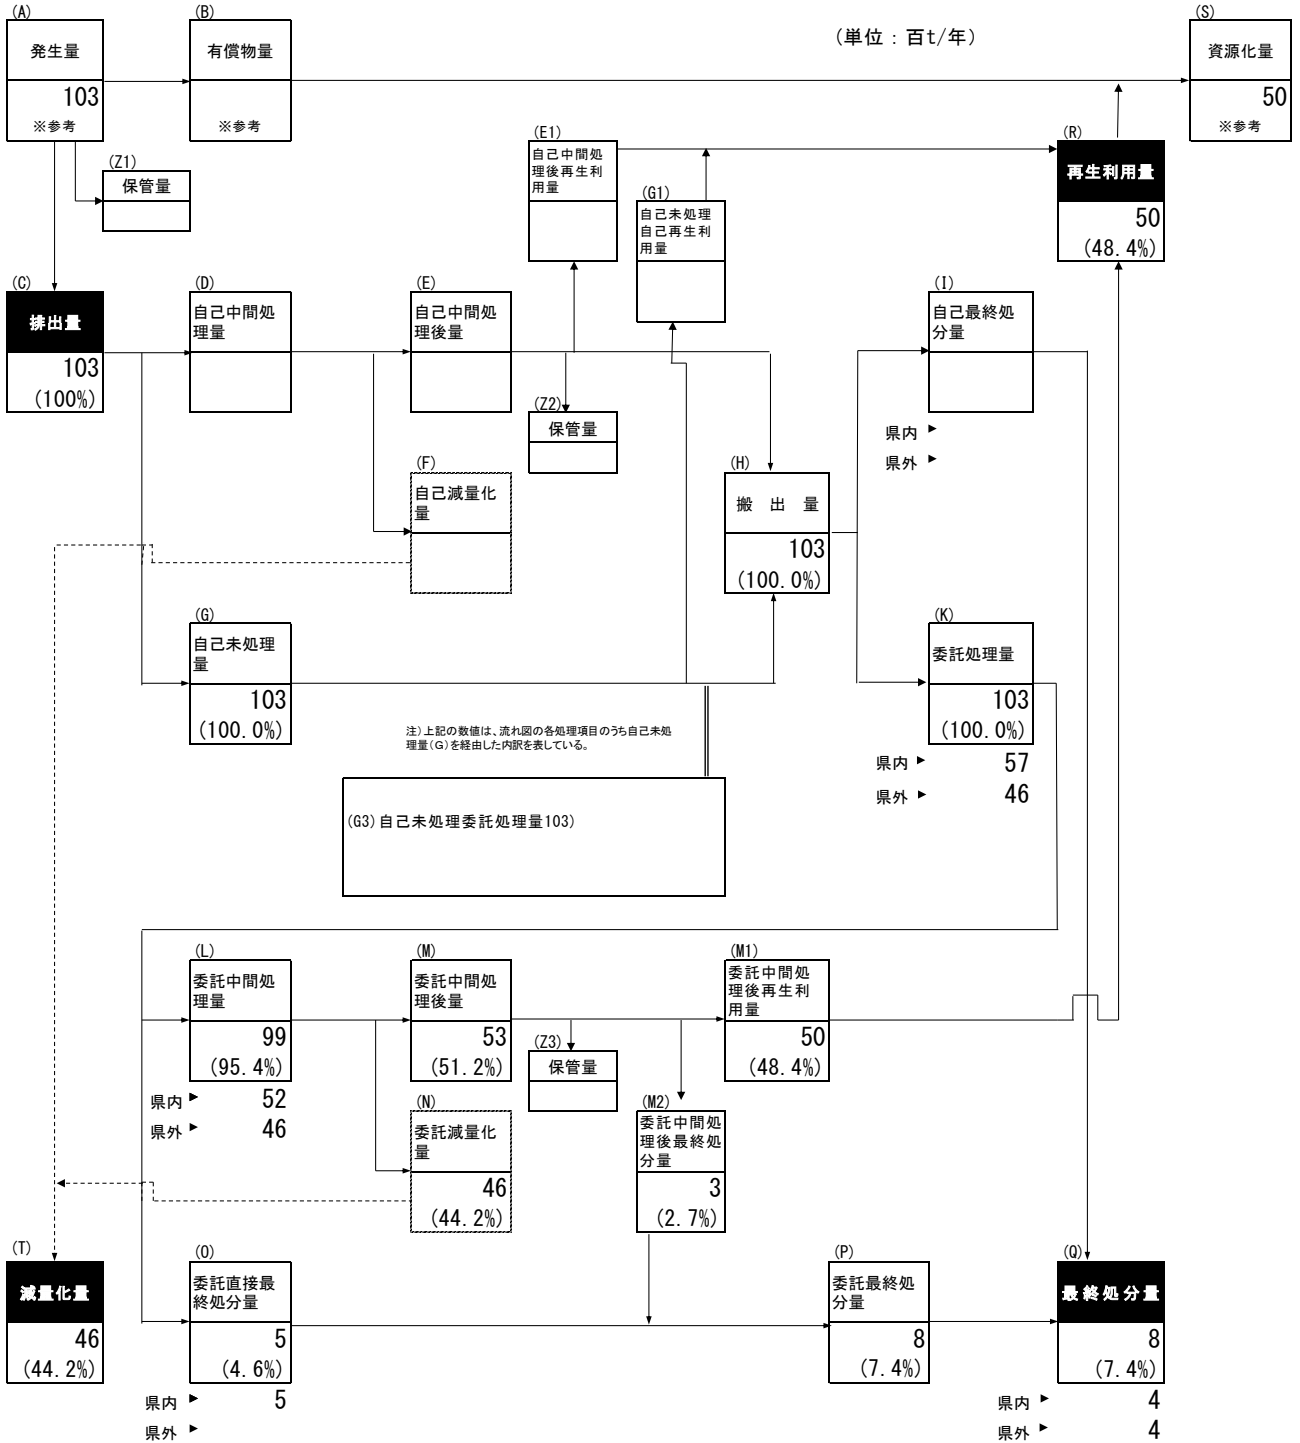 (A)
発生量
103
※参考
(B)
有償物量
※参考
(単位：百t/年)
(S)
資源化量
50
※参考
(Z1)
保管量
(E1)
自己中間処
理後再生利
用量
(G1)
自己未処理
自己再生利
用量
(R)
再生利用量
50
(48.4%)
(C)
排出量
103
(100%)
(D)
自己中間処
理量
(E)
自己中間処
理後量
(Z2)
保管量
(I)
自己最終処
分量
県内
県外
(F)
自己減量化
量
(H)
搬出量
103
(100.0%)
(G)
自己未処理
量
103
(100.0%)
(K)
委託処理量
103
(100.0%)
県内 57
県外 46
注)上記の数値は、流れ図の各処理項目のうち自己未処
理量(G)を経由した内訳を表している。
(G3)自己未処理委託処理量103)
(L)
委託中間処
理量
99
(95.4%)
県内 52
県外 46
(M)
委託中間処
理後量
53
(51.2%)
(Z3)
保管量
(M1)
委託中間処
理後再生利
用量
50
(48.4%)
(N)
委託減量化
量
46
(44.2%)
(M2)
委託中間処
理後最終処
分量
3
(2.7%)
(T)
減量化量
46
(44.2%)
(O)
委託直接最
終処分量
5
(4.6%)
県内 5
県外
(P)
委託最終処
分量
8
(7.4%)
(Q)
最終処分量
8
(7.4%)
県内 4
県外 4